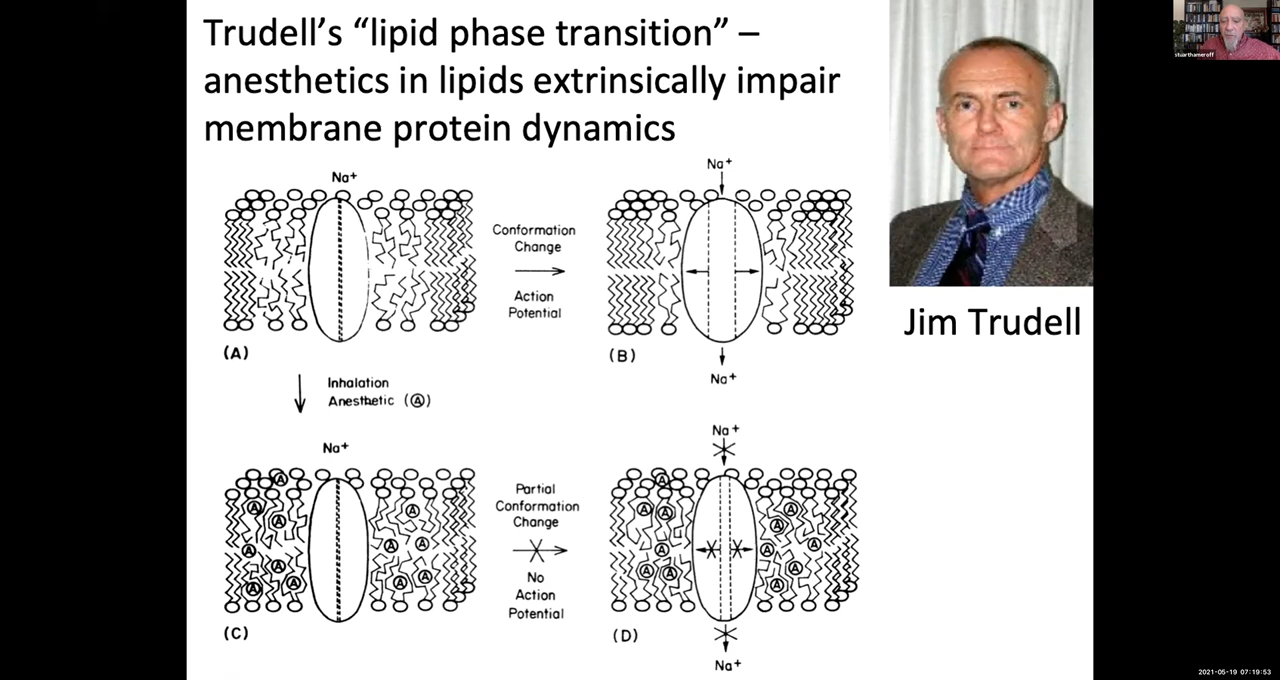 Trudell’s “lipid phase transition” –
anesthetics in lipids extrinsically impair
membrane protein dynamics
stuarthameroff
Jim Trudell
Na+
Na+
Conformation
Change
Action
Potential
(A)
(B)
Na+
Inhalation
Anesthetic (A)
Na+
Na+
A
A
A
A
A
A
A
A
A
A
A
A
Partial
Conformation
Change
No
Action
Potential
A
A
A
A
A
A
A
A
A
A
A
(C)
(D)
Na+
2021-05-19 07:19:53